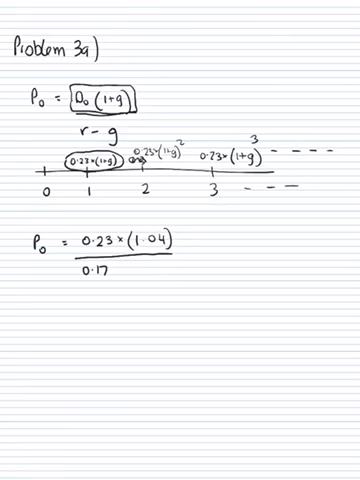 Problem 3a)
P₀ = D₀(1+g)
r - g
0.23×(1+g) 0.23×(1+g)² 0.23×(1+g)³ - - - -
0 1 2 3 - - -
P₀ = 0.23×(1.04)
0.17